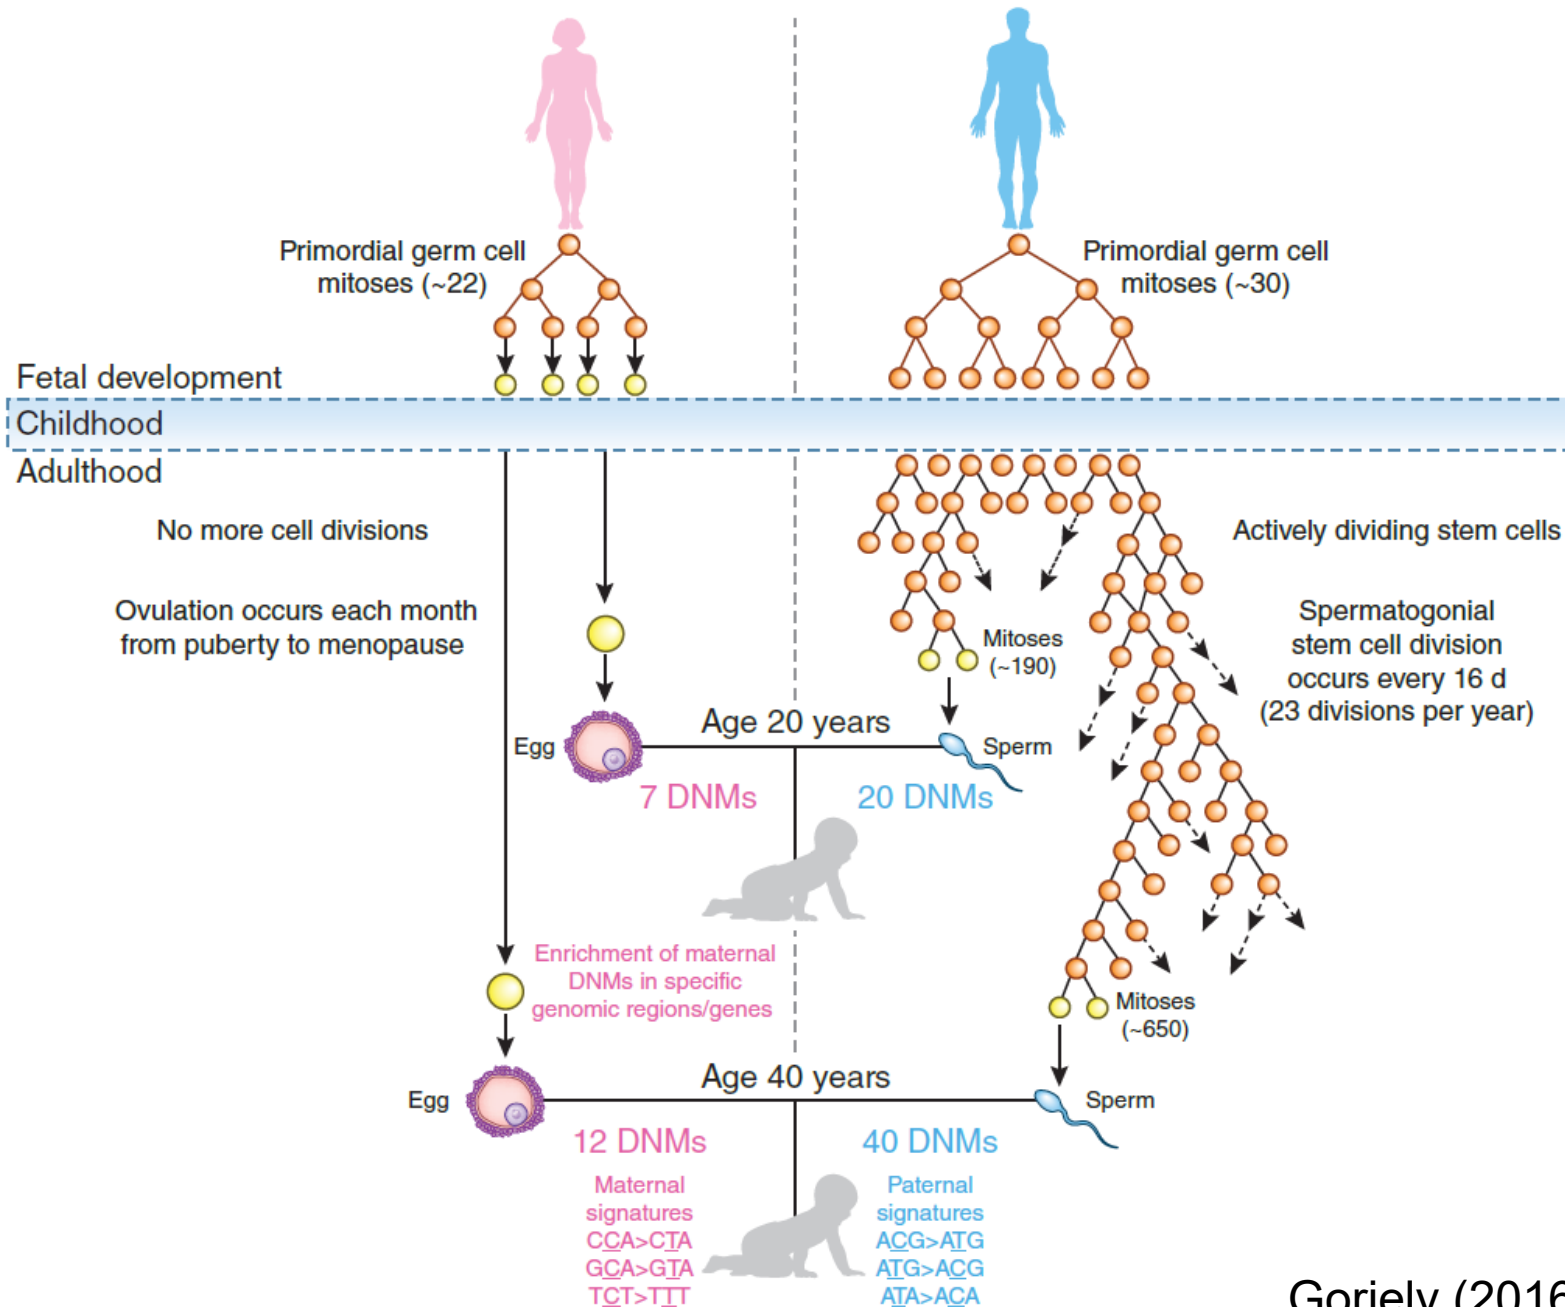 Primordial germ cell
mitoses (~22)
Primordial germ cell
mitoses (~30)
Fetal development
Childhood
Adulthood
No more cell divisions
Ovulation occurs each month
from puberty to menopause
Actively dividing stem cells
Spermatogonial
stem cell division
occurs every 16 d
(23 divisions per year)
Mitoses
(~190)
Age 20 years
Egg
Sperm
7 DNMs
20 DNMs
Enrichment of maternal
DNMs in specific
genomic regions/genes
Mitoses
(~650)
Age 40 years
Egg
Sperm
12 DNMs
40 DNMs
Maternal
signatures
CCA>CTA
GCA>GTA
TCT>TTT
Paternal
signatures
ACG>ATG
ATG>ACG
ATA>ACA
Goriely (2016